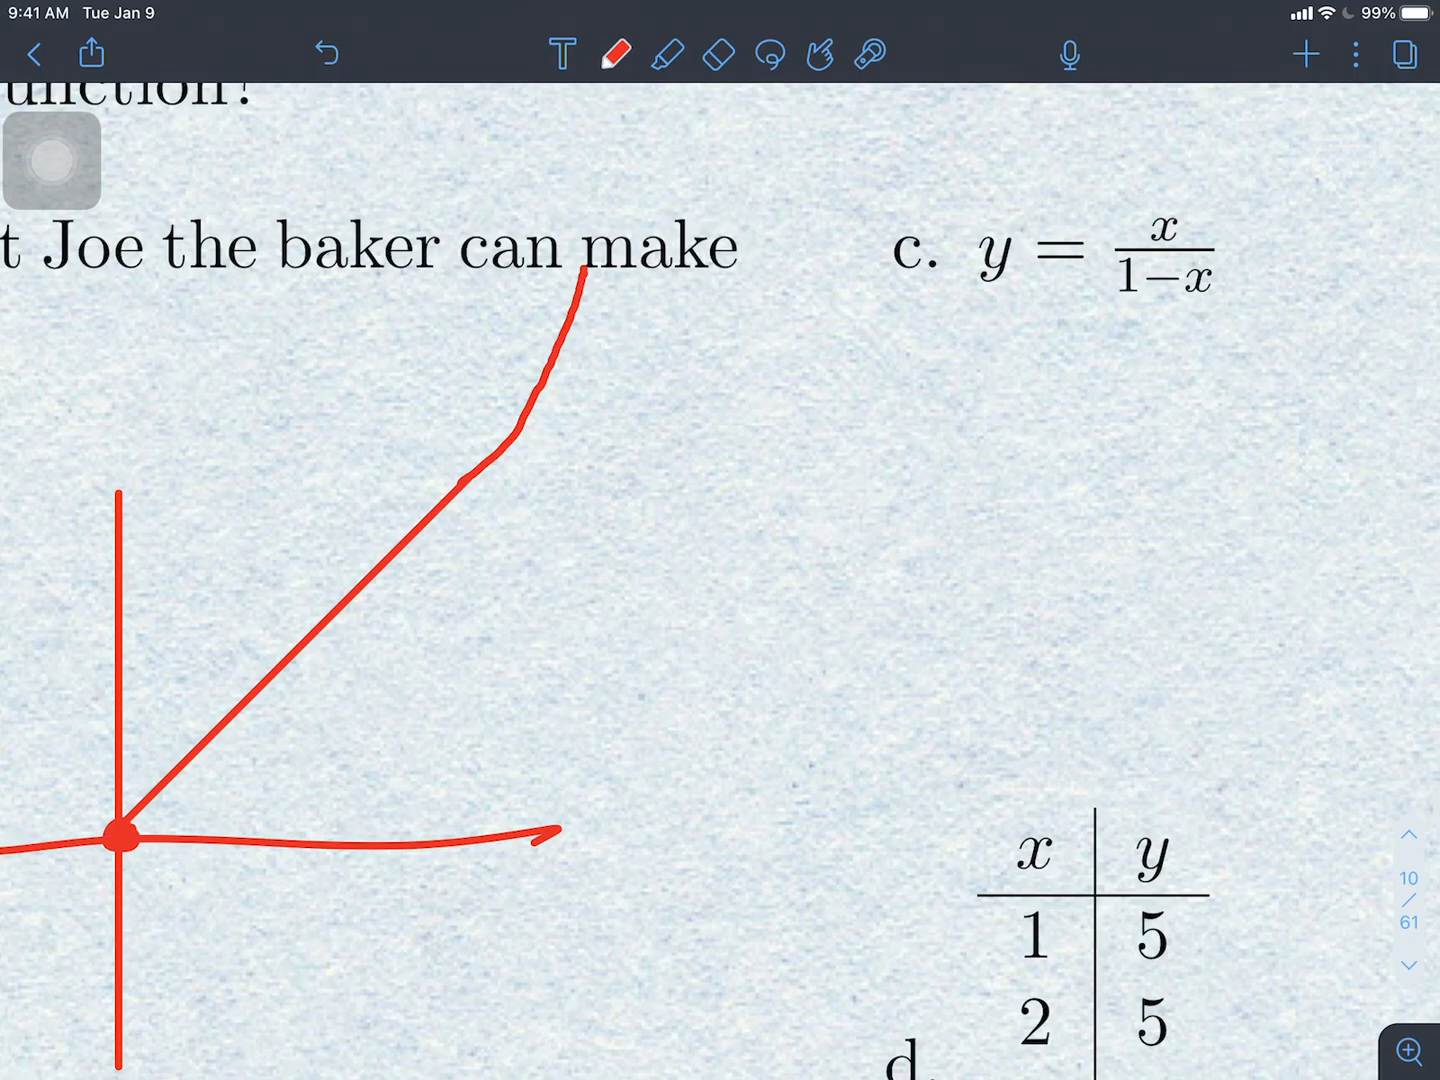 9:41 AM Tue Jan 9
99%
unction?
t Joe the baker can make
c. y = x/(1−x)
x y
1 5
2 5
d.
10
/
61